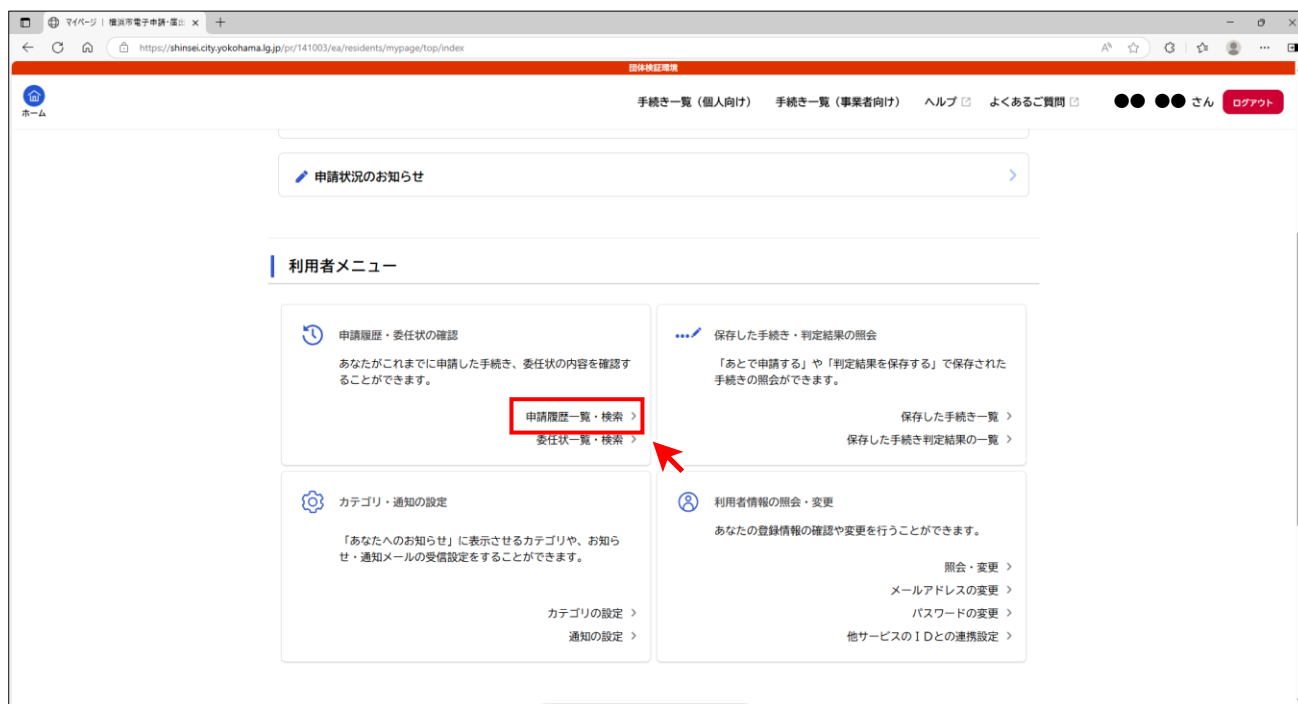 マイページ | 横浜市電子申請・届出
https://shinsei.city.yokohama.lg.jp/pr/141003/ea/residents/mypage/top/index
団体検証環境
ホーム
手続き一覧（個人向け） 手続き一覧（事業者向け） ヘルプ よくあるご質問 ●● ●● さん ログアウト
申請状況のお知らせ
利用者メニュー
申請履歴・委任状の確認
あなたがこれまでに申請した手続き、委任状の内容を確認す
ることができます。
申請履歴一覧・検索
委任状一覧・検索
保存した手続き・判定結果の照会
「あとで申請する」や「判定結果を保存する」で保存された
手続きの照会ができます。
保存した手続き一覧
保存した手続き判定結果の一覧
カテゴリ・通知の設定
「あなたへのお知らせ」に表示させるカテゴリや、お知ら
せ・通知メールの受信設定をすることができます。
カテゴリの設定
通知の設定
利用者情報の照会・変更
あなたの登録情報の確認や変更を行うことができます。
照会・変更
メールアドレスの変更
パスワードの変更
他サービスのＩＤとの連携設定